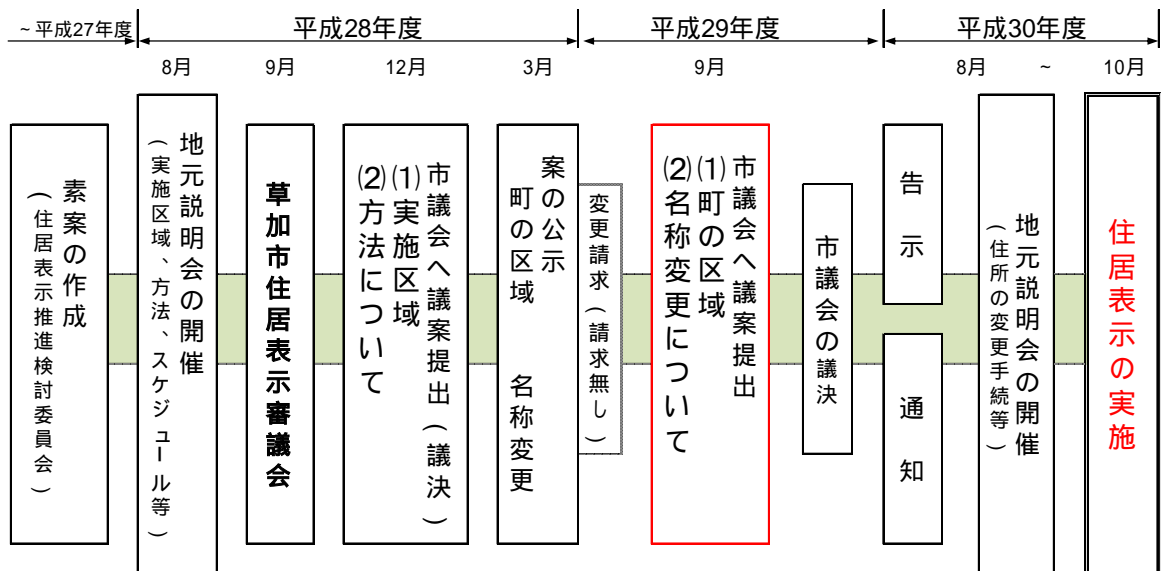 ~平成27年度
平成28年度
平成29年度
平成30年度
8月
9月
12月
3月
9月
8月
~
10月
素案の作成
(住居表示推進検討委員会)
地元説明会の開催
(実施区域、方法、スケジュール等)
草加市住居表示審議会
市議会へ議案提出(議決)
(1)実施区域
(2)方法について
案の公示
町の区域 名称変更
変更請求(請求無し)
市議会へ議案提出
(1)町の区域
(2)名称変更について
市議会の議決
告示
通知
地元説明会の開催
(住所の変更手続等)
住居表示の実施